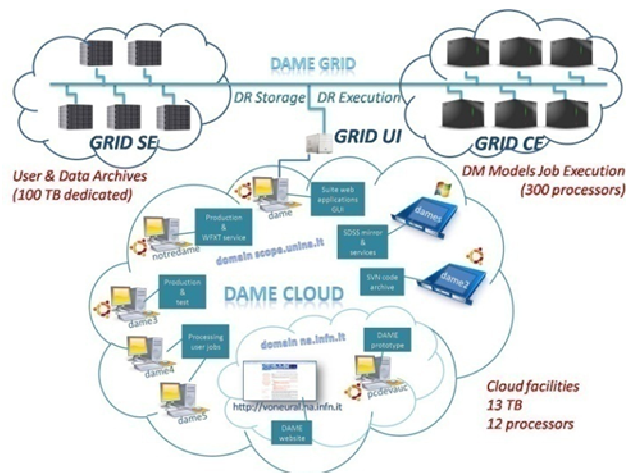 DAME GRID
DR Storage
DR Execution
GRID SE
GRID UI
GRID CE
User & Data Archives
(100 TB dedicated)
DM Models Job Execution
(300 processors)
dame
Suite web
applications
GUI
Production
&
WFXT service
notredame
domain scope.unina.it
SDSS mirror
&
services
SVN code
archive
dame2
Production
&
test
dame3
DAME CLOUD
Processing
user jobs
dame4
dame5
domain na.infn.it
DAME
prototype
http://voneural.na.infn.it
pcdevauc
DAME
website
Cloud facilities
13 TB
12 processors